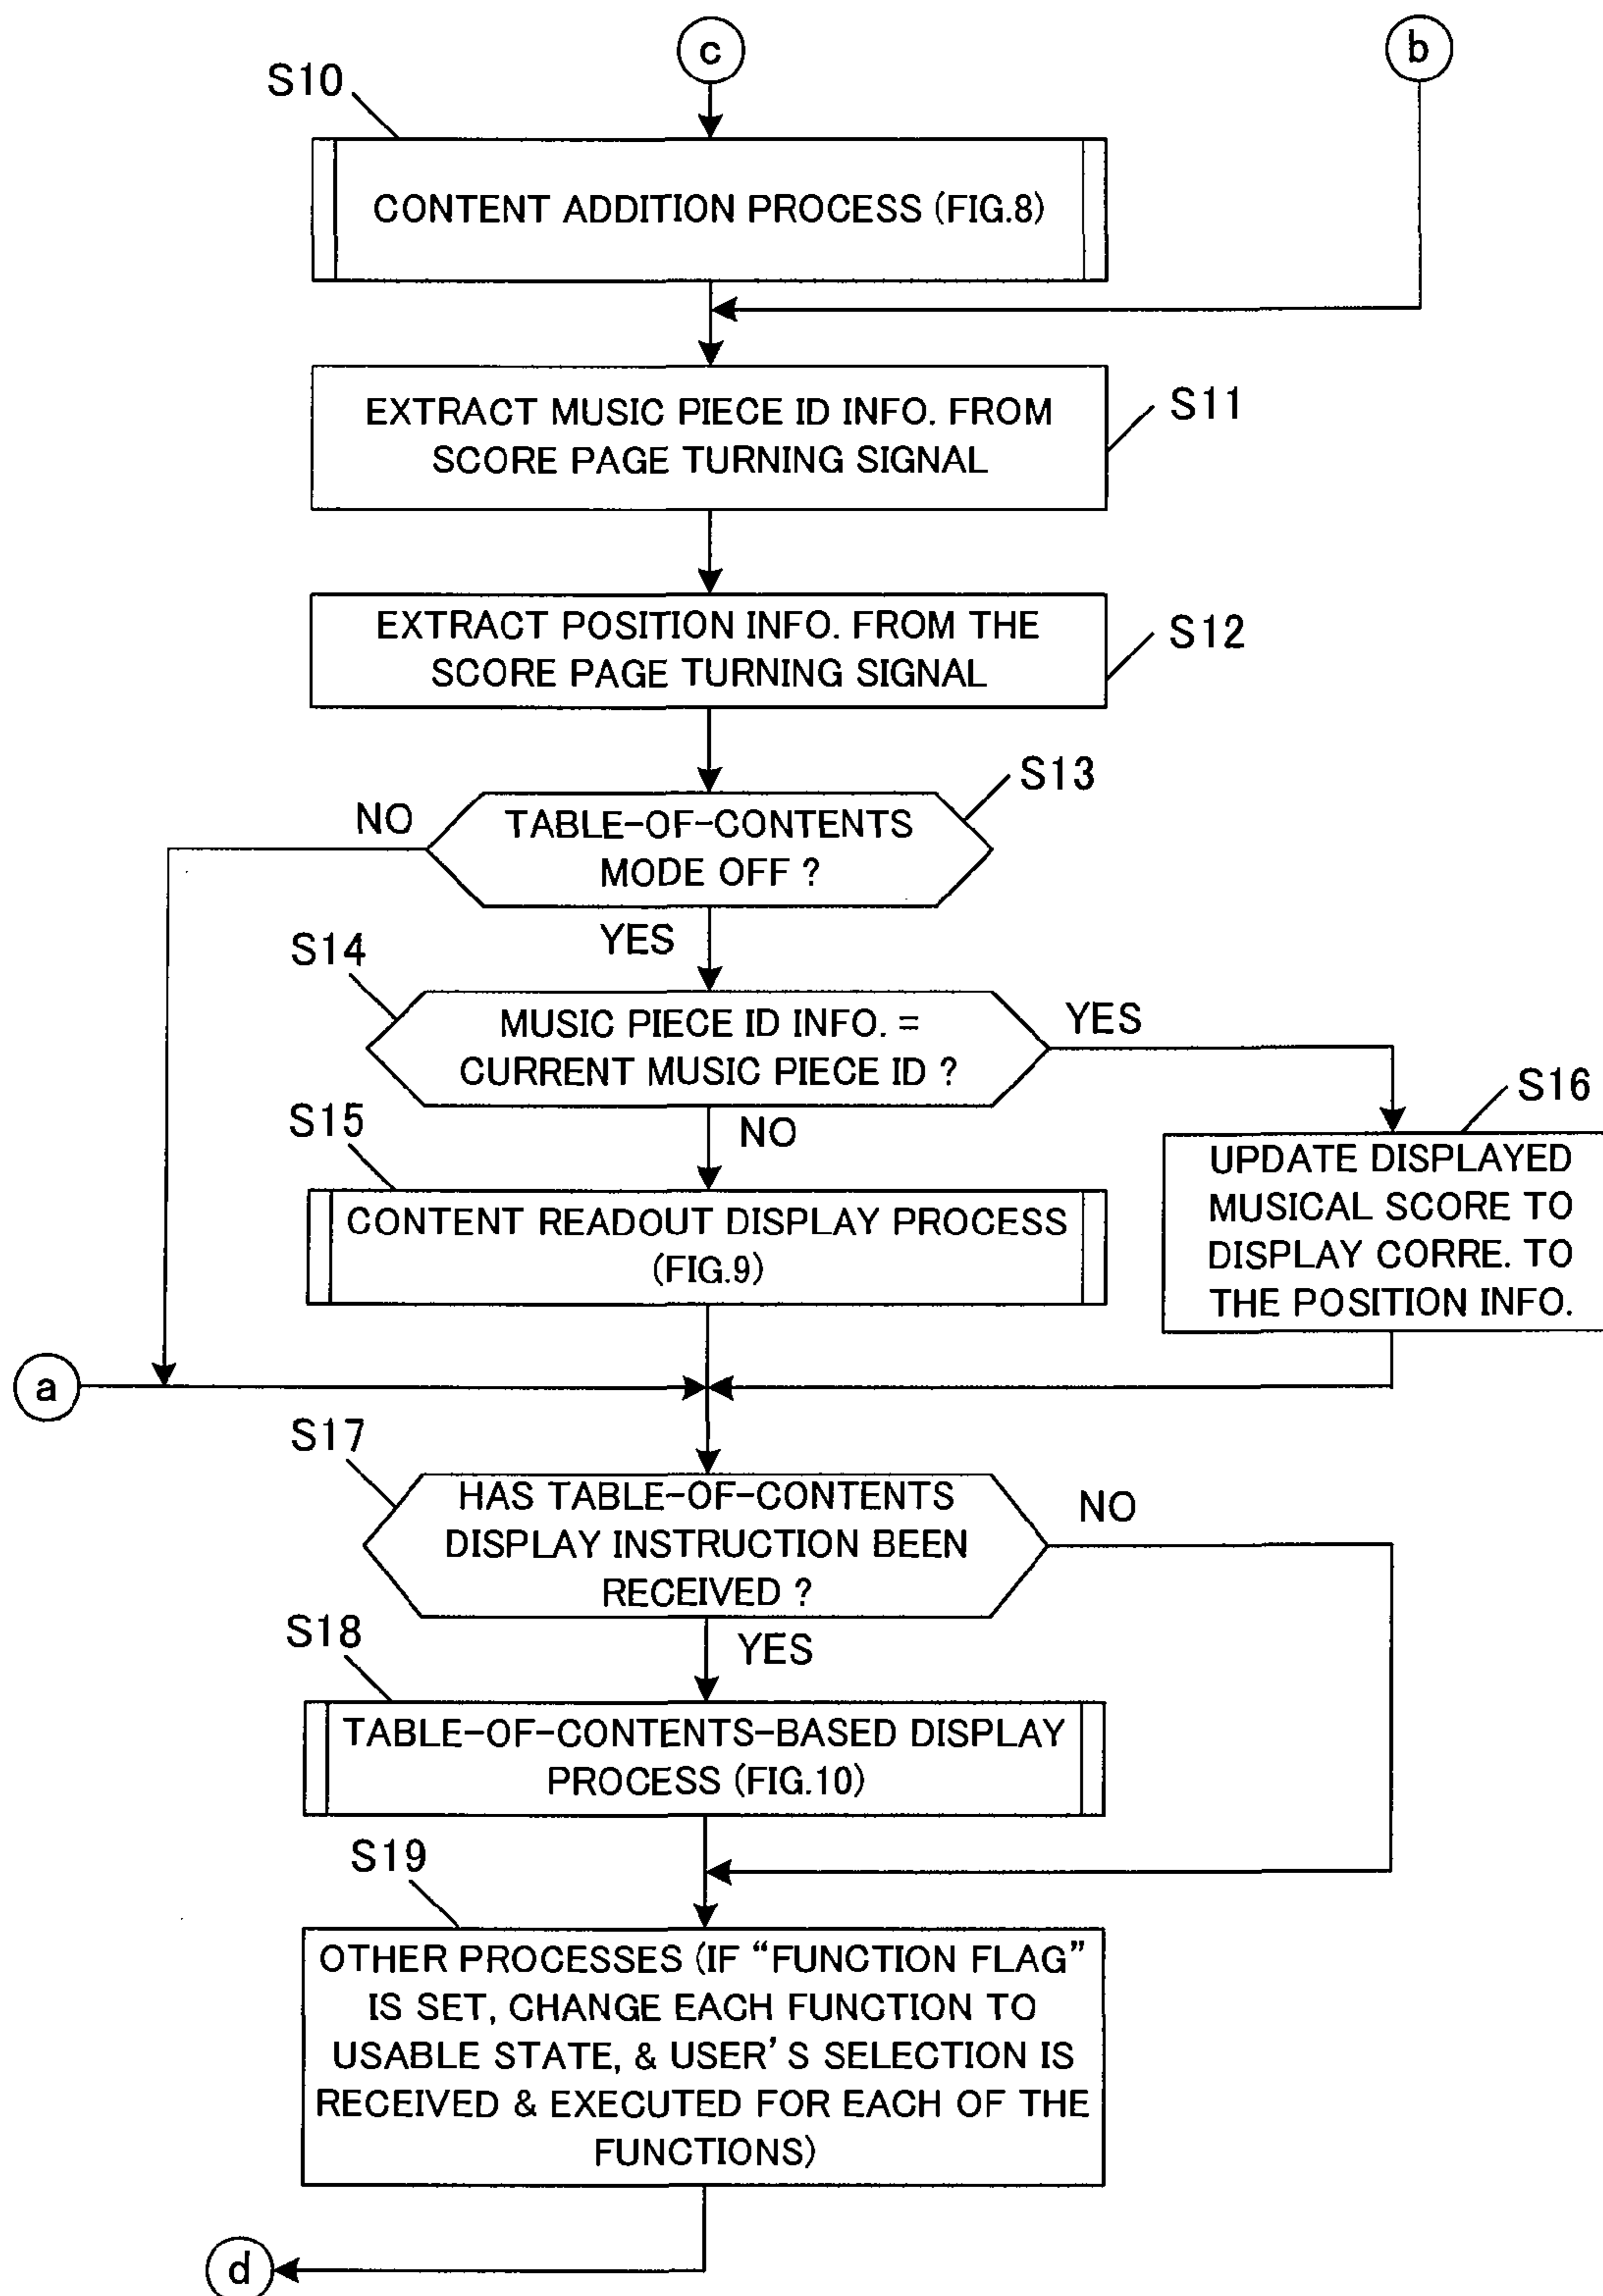 c
b
S10
CONTENT ADDITION PROCESS (FIG.8)
EXTRACT MUSIC PIECE ID INFO. FROM
SCORE PAGE TURNING SIGNAL
S11
EXTRACT POSITION INFO. FROM THE
SCORE PAGE TURNING SIGNAL
S12
S13
NO
TABLE-OF-CONTENTS
MODE OFF ?
YES
S14
MUSIC PIECE ID INFO. =
CURRENT MUSIC PIECE ID ?
YES
NO
S15
CONTENT READOUT DISPLAY PROCESS
(FIG.9)
S16
UPDATE DISPLAYED
MUSICAL SCORE TO
DISPLAY CORRE. TO
THE POSITION INFO.
a
S17
HAS TABLE-OF-CONTENTS
DISPLAY INSTRUCTION BEEN
RECEIVED ?
NO
YES
S18
TABLE-OF-CONTENTS-BASED DISPLAY
PROCESS (FIG.10)
S19
OTHER PROCESSES (IF “FUNCTION FLAG”
IS SET, CHANGE EACH FUNCTION TO
USABLE STATE, & USER’S SELECTION IS
RECEIVED & EXECUTED FOR EACH OF THE
FUNCTIONS)
d